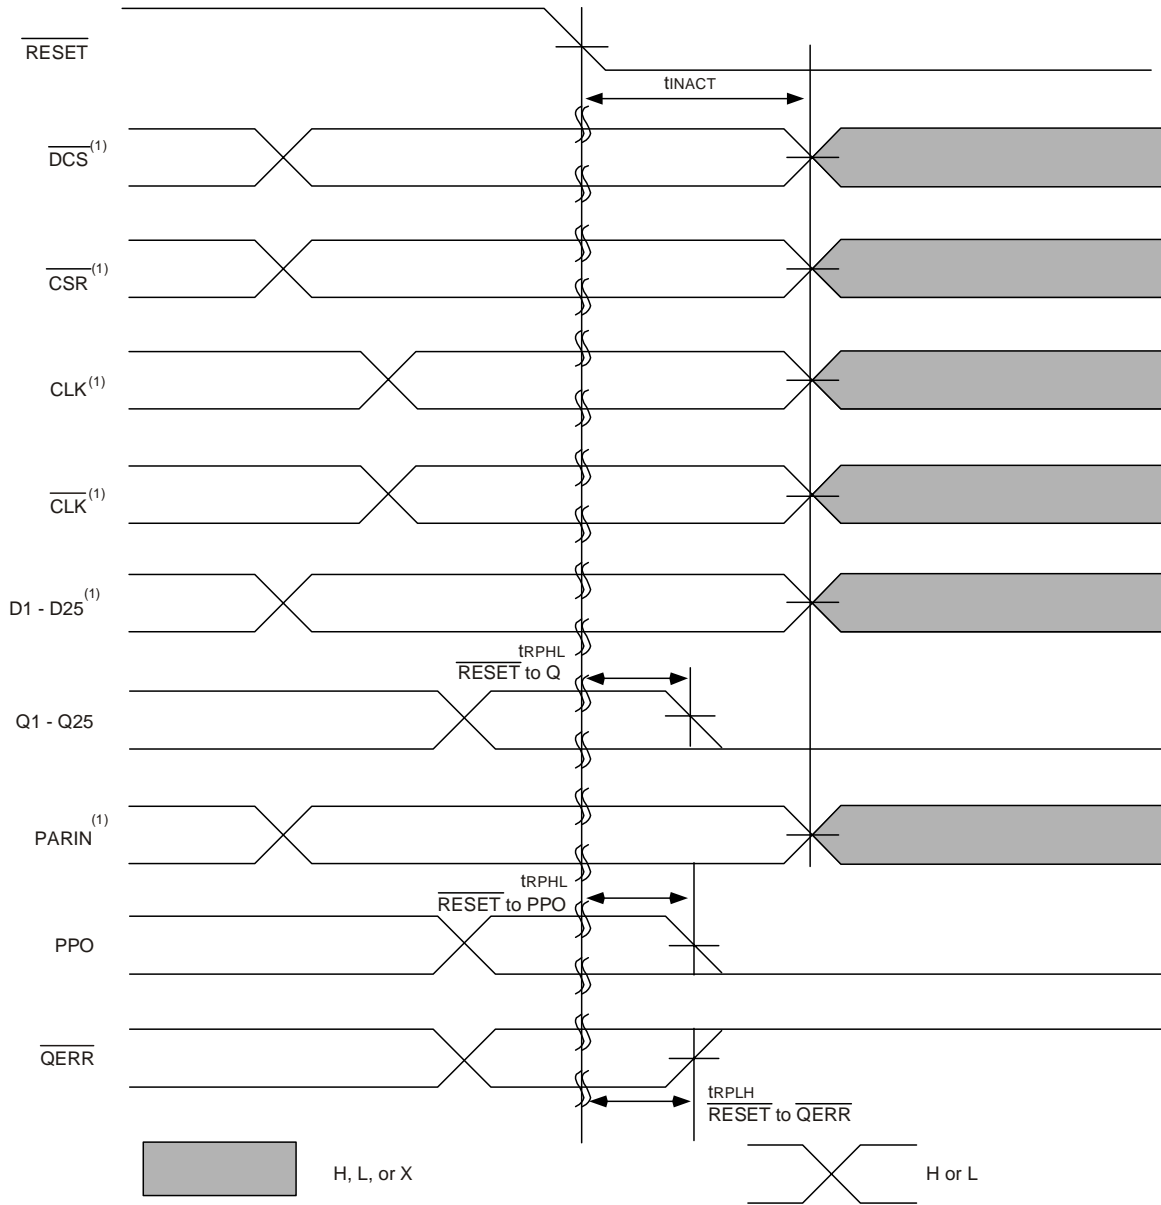 RESET
tINACT
DCS(1)
CSR(1)
CLK(1)
CLK(1)
D1 - D25(1)
tRPHL
RESET to Q
Q1 - Q25
PARIN(1)
tRPHL
RESET to PPO
PPO
QERR
tRPLH
RESET to QERR
H, L, or X
H or L